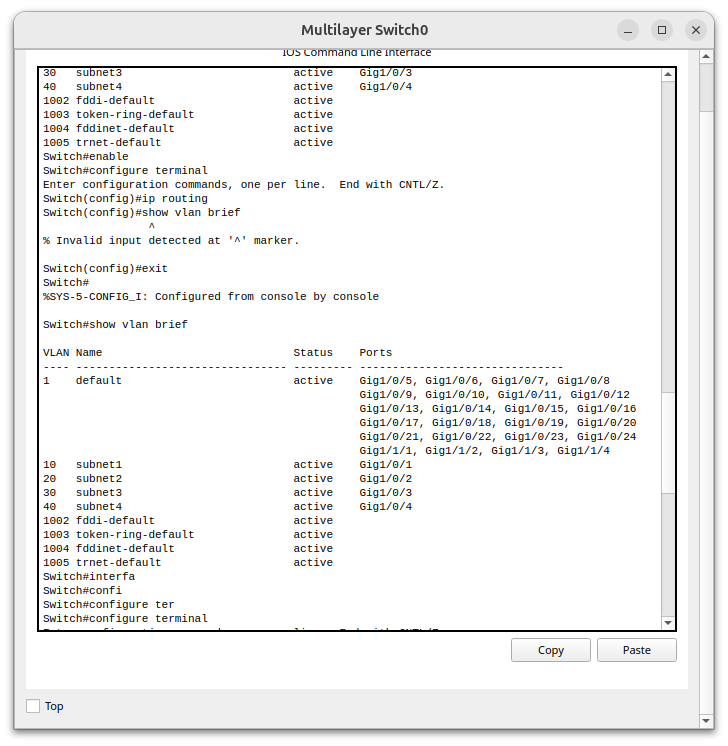 Multilayer Switch0
IOS Command Line Interface
30   subnet3                          active    Gig1/0/3
40   subnet4                          active    Gig1/0/4
1002 fddi-default                     active
1003 token-ring-default               active
1004 fddinet-default                  active
1005 trnet-default                    active
Switch#enable
Switch#configure terminal
Enter configuration commands, one per line.  End with CNTL/Z.
Switch(config)#ip routing
Switch(config)#show vlan brief
                ^
% Invalid input detected at '^' marker.
Switch(config)#exit
Switch#
%SYS-5-CONFIG_I: Configured from console by console
Switch#show vlan brief
VLAN Name                             Status    Ports
---- -------------------------------- --------- -------------------------------
1    default                          active    Gig1/0/5, Gig1/0/6, Gig1/0/7, Gig1/0/8
                                                Gig1/0/9, Gig1/0/10, Gig1/0/11, Gig1/0/12
                                                Gig1/0/13, Gig1/0/14, Gig1/0/15, Gig1/0/16
                                                Gig1/0/17, Gig1/0/18, Gig1/0/19, Gig1/0/20
                                                Gig1/0/21, Gig1/0/22, Gig1/0/23, Gig1/0/24
                                                Gig1/1/1, Gig1/1/2, Gig1/1/3, Gig1/1/4
10   subnet1                          active    Gig1/0/1
20   subnet2                          active    Gig1/0/2
30   subnet3                          active    Gig1/0/3
40   subnet4                          active    Gig1/0/4
1002 fddi-default                     active
1003 token-ring-default               active
1004 fddinet-default                  active
1005 trnet-default                    active
Switch#interfa
Switch#confi
Switch#configure ter
Switch#configure terminal
Copy
Paste
Top